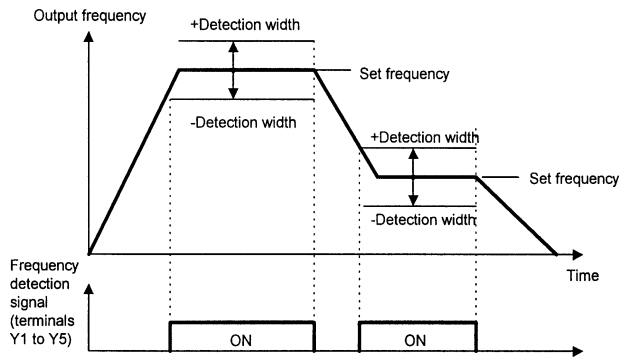 Output frequency
+Detection width
Set frequency
-Detection width
+Detection width
Set frequency
-Detection width
Time
Frequency
detection
signal
(terminals
Y1 to Y5)
ON
ON